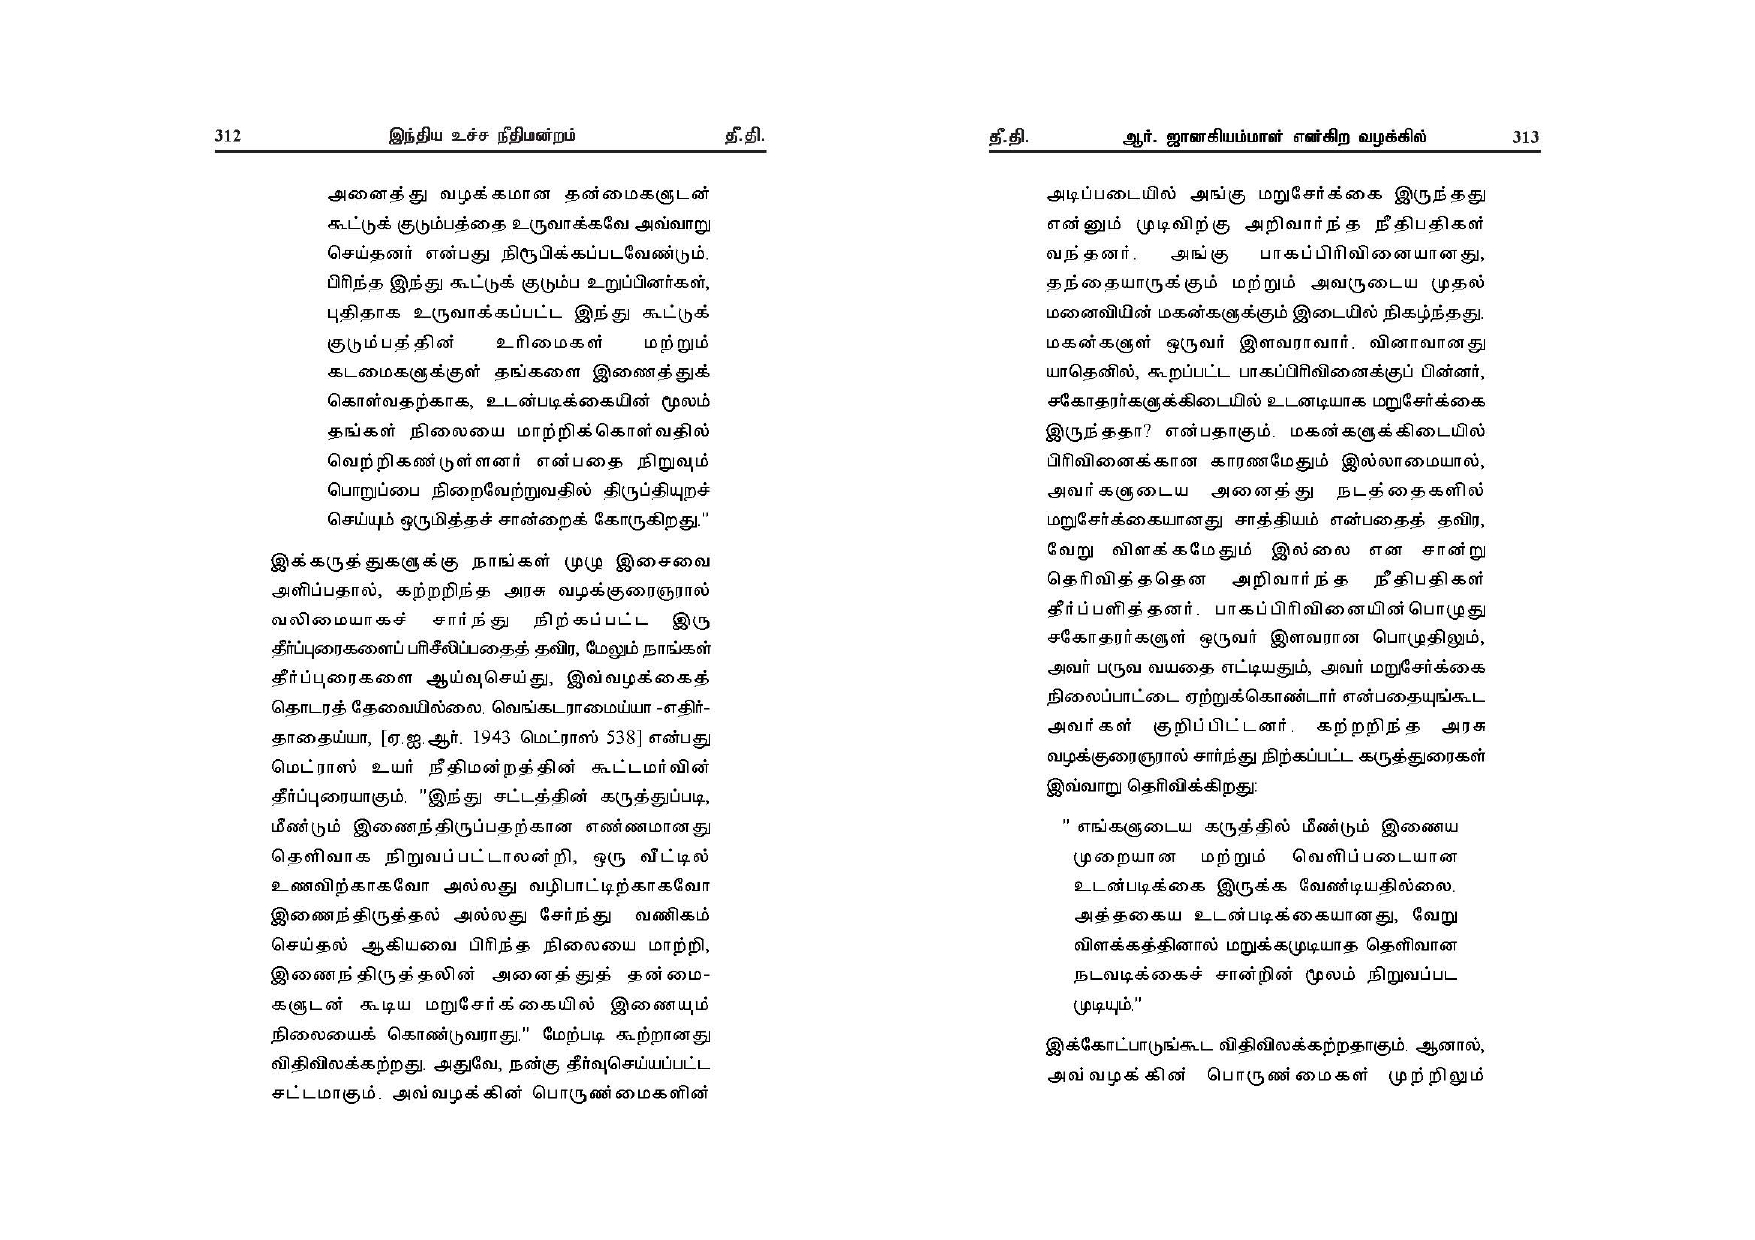 312 இந்திய உச்ச நீதிமன்றம் தீ.தி.
அனைத்து வழக்கமான தன்மைகளுடன்
கூட்டுக் குடும்பத்தை உருவாக்கவே அவ்வாறு
செய்தனர் என்பது நிரூபிக்கப்படவேண்டும்.
பிரிந்த இந்து கூட்டுக் குடும்ப உறுப்பினர்கள்,
புதிதாக உருவாக்கப்பட்ட இந்து கூட்டுக்
குடும்பத்தின் உரிமைகள் மற்றும்
கடமைகளுக்குள் தங்களை இணைத்துக்
கொள்வதற்காக, உடன்படிக்கையின் மூலம்
தங்கள் நிலையை மாற்றிக்கொள்வதில்
வெற்றிகண்டுள்ளனர் என்பதை நிறுவும்
பொறுப்பை நிறைவேற்றுவதில் திருப்தியுறச்
செய்யும் ஒருமித்தச் சான்றைக் கோருகிறது."
இக்கருத்துகளுக்கு நாங்கள் முழு இசைவை
அளிப்பதால், கற்றறிந்த அரசு வழக்குரைஞரால்
வலிமையாகச் சார்ந்து நிற்கப்பட்ட இரு
தீர்ப்புரைகளைப் பரிசீலிப்பதைத் தவிர, மேலும் நாங்கள்
தீர்ப்புரைகளை ஆய்வுசெய்து, இவ்வழக்கைத்
தொடரத் தேவையில்லை. வெங்கடராமைய்யா -எதிர்-
தாதைய்யா, [ஏ.ஐ.ஆர். 1943 மெட்ராஸ் 538] என்பது
மெட்ராஸ் உயர் நீதிமன்றத்தின் கூட்டமர்வின்
தீர்ப்புரையாகும். "இந்து சட்டத்தின் கருத்துப்படி,
மீண்டும் இணைந்திருப்பதற்கான எண்ணமானது
தெளிவாக நிறுவப்பட்டாலன்றி, ஒரு வீட்டில்
உணவிற்காகவோ அல்லது வழிபாட்டிற்காகவோ
இணைந்திருத்தல் அல்லது சேர்ந்து வணிகம்
செய்தல் ஆகியவை பிரிந்த நிலையை மாற்றி,
இணைந்திருத்தலின் அனைத்துத் தன்மை-
களுடன் கூடிய மறுசேர்க்கையில் இணையும்
நிலையைக் கொண்டுவராது." மேற்படி கூற்றானது
விதிவிலக்கற்றது. அதுவே, நன்கு தீர்வுசெய்யப்பட்ட
சட்டமாகும். அவ்வழக்கின் பொருண்மைகளின்
தீ.தி. ஆர். ஜானகியம்மாள் என்கிற வழக்கில் 313
அடிப்படையில் அங்கு மறுசேர்க்கை இருந்தது
என்னும் முடிவிற்கு அறிவார்ந்த நீதிபதிகள்
வந்தனர். அங்கு பாகப்பிரிவினையானது,
தந்தையாருக்கும் மற்றும் அவருடைய முதல்
மனைவியின் மகன்களுக்கும் இடையில் நிகழ்ந்தது.
மகன்களுள் ஒருவர் இளவராவார். வினாவானது
யாதெனில், கூறப்பட்ட பாகப்பிரிவினைக்குப் பின்னர்,
சகோதரர்களுக்கிடையில் உடனடியாக மறுசேர்க்கை
இருந்ததா? என்பதாகும். மகன்களுக்கிடையில்
பிரிவினைக்கான காரணமேதும் இல்லாமையால்,
அவர்களுடைய அனைத்து நடத்தைகளில்
மறுசேர்க்கையானது சாத்தியம் என்பதைத் தவிர,
வேறு விளக்கமேதும் இல்லை என சான்று
தெரிவித்ததென அறிவார்ந்த நீதிபதிகள்
தீர்ப்பளித்தனர். பாகப்பிரிவினையின்பொழுது
சகோதரர்களுள் ஒருவர் இளவரான பொழுதிலும்,
அவர் பருவ வயதை எட்டியதும், அவர் மறுசேர்க்கை
நிலைப்பாட்டை ஏற்றுக்கொண்டார் என்பதையுங்கூட
அவர்கள் குறிப்பிட்டனர். கற்றறிந்த அரசு
வழக்குரைஞரால் சார்ந்து நிற்கப்பட்ட கருத்துரைகள்
இவ்வாறு தெரிவிக்கிறது:
" எங்களுடைய கருத்தில் மீண்டும் இணைய
முறையான மற்றும் வெளிப்படையான
உடன்படிக்கை இருக்க வேண்டியதில்லை.
அத்தகைய உடன்படிக்கையானது, வேறு
விளக்கத்தினால் மறுக்கமுடியாத தெளிவான
நடவடிக்கைச் சான்றின் மூலம் நிறுவப்பட
முடியும்."
இக்கோட்பாடுங்கூட விதிவிலக்கற்றதாகும். ஆனால்,
அவ்வழக்கின் பொருண்மைகள் முற்றிலும்